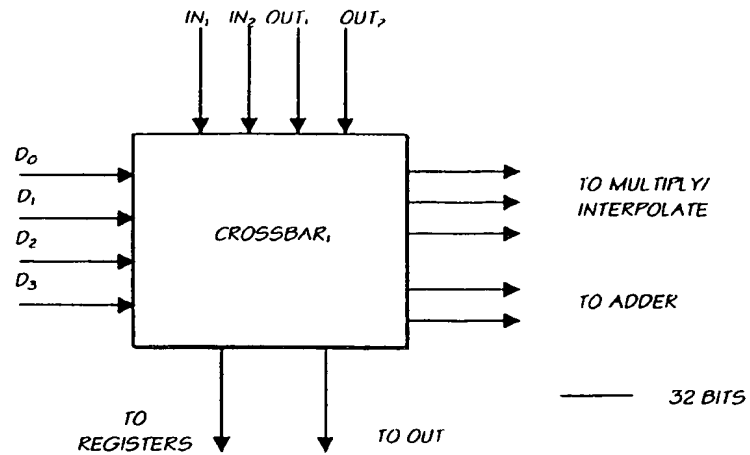 IN₁ IN₂ OUT₁ OUT₂
D₀
D₁
D₂
D₃
CROSSBAR₁
TO MULTIPLY/
INTERPOLATE
TO ADDER
32 BITS
TO
REGISTERS
TO OUT